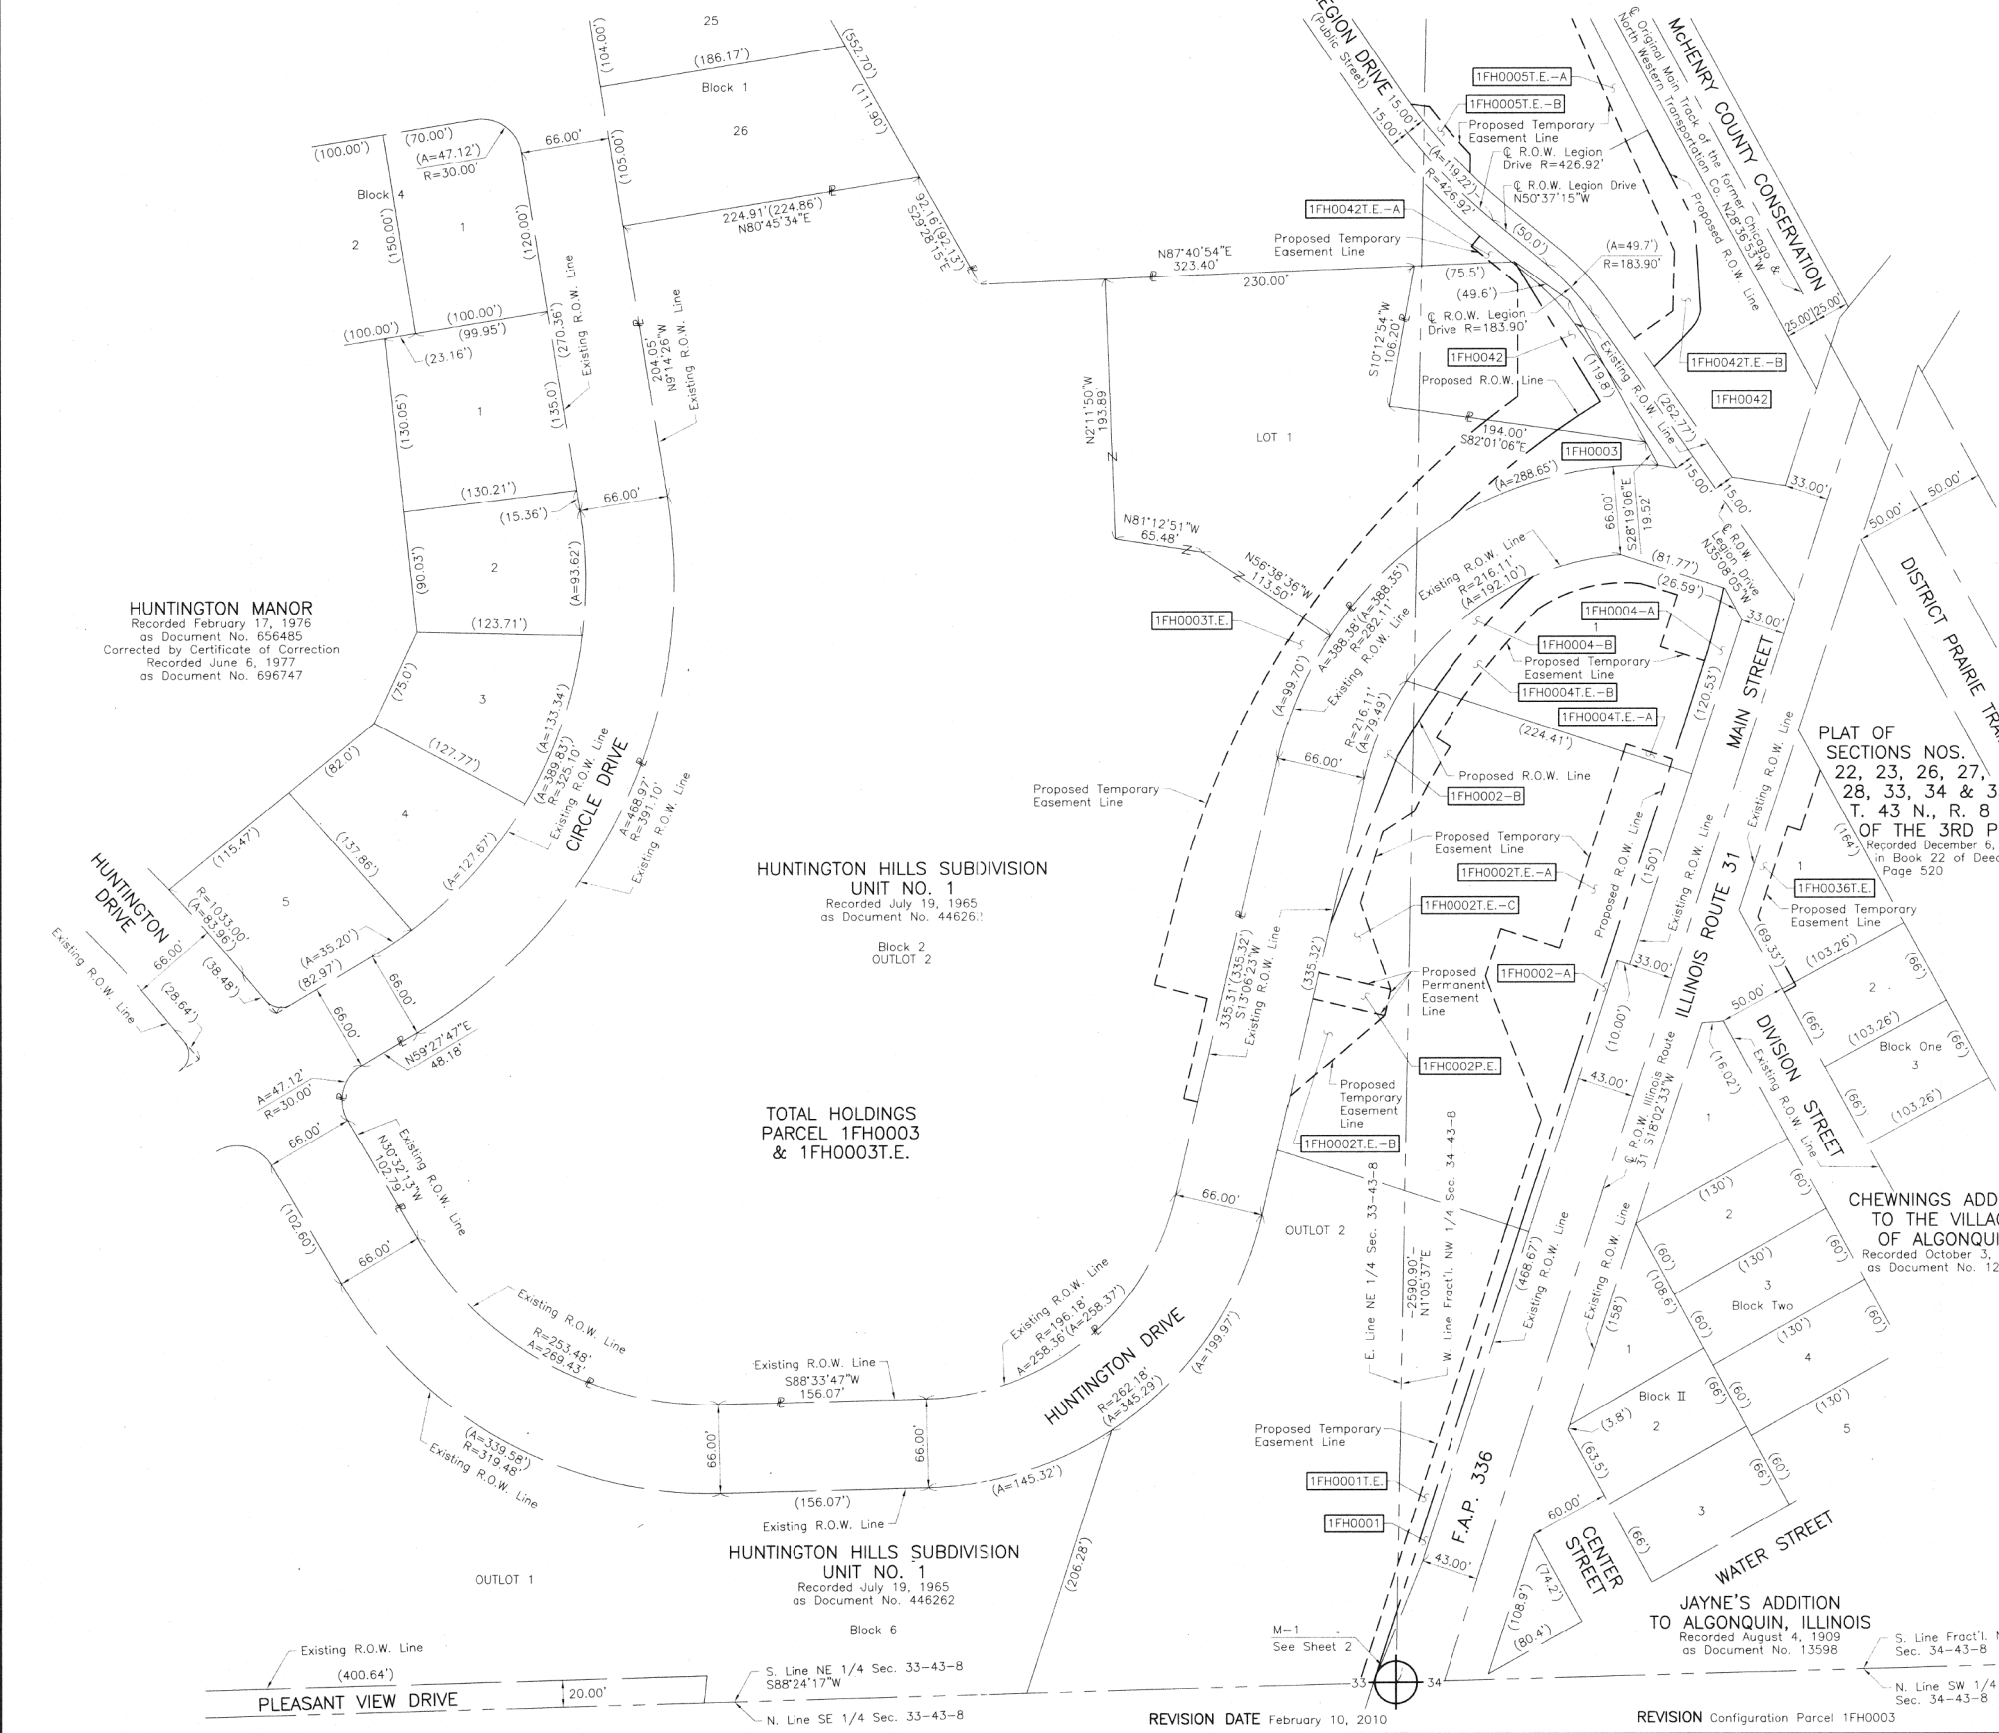 25
(104.00')
(186.17')
Block 1
26
(552.70')
(111.90')
(70.00')
(A=47.12')
R=30.00'
(100.00')
66.00'
(105.00')
Block 4
1
2
(150.00')
(120.00')
224.91'(224.86')
N80°45'34"E
92.16'(92.13')
S29°28'15"E
(100.00')
(100.00')
(99.95')
(23.16')
(270.36')
Existing R.O.W. Line
204.05'
N9°14'26"W
Existing R.O.W. Line
1
(135.0')
(130.05')
(130.21')
(15.36')
66.00'
2
(90.03')
(A=93.62')
(123.71')
HUNTINGTON MANOR
Recorded February 17, 1976
as Document No. 656485
Corrected by Certificate of Correction
Recorded June 6, 1977
as Document No. 696747
3
(75.0')
(A=133.34')
(127.77')
(82.0')
(A=389.83')
R=325.10'
Existing R.O.W. Line
CIRCLE DRIVE
A=468.97'
R=391.10'
Existing R.O.W. Line
4
(137.86')
(A=127.67')
(115.47')
5
HUNTINGTON
DRIVE
R=1033.00'
(A=83.96')
(38.48')
(A=35.20')
(82.97')
66.00'
Existing R.O.W. Line
(28.64')
66.00'
66.00'
N59°27'47"E
48.18'
A=47.12'
R=30.00'
66.00'
N30°32'13"W
102.79'
Existing R.O.W. Line
(102.60')
66.00'
Existing R.O.W. Line
R=253.48'
A=269.43'
(A=339.58')
R=319.48'
Existing R.O.W. Line
Existing R.O.W. Line
S88°33'47"W
156.07'
66.00'
66.00'
(156.07')
Existing R.O.W. Line
(A=145.32')
Existing R.O.W. Line
R=196.18'
A=258.36'(A=258.37')
HUNTINGTON DRIVE
R=262.18'
(A=345.29')
(A=199.97')
66.00'
(206.28')
HUNTINGTON HILLS SUBDIVISION
UNIT NO. 1
Recorded July 19, 1965
as Document No. 44626
Block 2
OUTLOT 2
TOTAL HOLDINGS
PARCEL 1FH0003
& 1FH0003T.E.
HUNTINGTON HILLS SUBDIVISION
UNIT NO. 1
Recorded July 19, 1965
as Document No. 446262
Block 6
OUTLOT 1
Existing R.O.W. Line
(400.64')
PLEASANT VIEW DRIVE
20.00'
S. Line NE 1/4 Sec. 33-43-8
S88°24'17"W
N. Line SE 1/4 Sec. 33-43-8
REVISION DATE February 10, 2010
REVISION Configuration Parcel 1FH0003
LEGION DRIVE
(Public Street)
15.00'
15.00'
(A=119.22')
R=426.92'
1FH0005T.E.-A
1FH0005T.E.-B
Proposed Temporary
Easement Line
℄ R.O.W. Legion
Drive R=426.92'
℄ R.O.W. Legion Drive
N50°37'15"W
(50.0')
(A=49.7')
R=183.90'
1FH0042T.E.-A
Proposed Temporary
Easement Line
N87°40'54"E
323.40'
230.00'
(75.5')
(49.6')
℄ R.O.W. Legion
Drive R=183.90'
1FH0042
Proposed R.O.W. Line
S10°12'54"W
106.20'
N2°11'50"W
193.89'
LOT 1
194.00'
S82°01'06"E
(119.8')
Existing R.O.W. Line
(262.77')
1FH0003
1FH0042T.E.-B
1FH0042
℄ Original Main Track of the former Chicago &
North Western Transportation Co. N28°36'53"W
Proposed R.O.W. Line
McHENRY COUNTY CONSERVATION
25.00'
25.00'
50.00'
50.00'
DISTRICT PRAIRIE TRA
(A=288.65')
66.00'
S28°19'06"E
19.52'
15.00'
15.00'
33.00'
℄ R.O.W.
Legion Drive
N35°08'05"W
N81°12'51"W
65.48'
N56°38'36"W
113.50'
1FH0003T.E.
A=388.38'(A=388.35')
R=282.11'
Existing R.O.W. Line
(A=99.70')
Existing R.O.W. Line
R=216.11'
(A=192.10')
(81.77')
(26.59')
33.00'
1FH0004-A
1
1FH0004-B
Proposed Temporary
Easement Line
1FH0004T.E.-B
1FH0004T.E.-A
(120.53')
R=216.11'
(A=79.49')
(224.41')
66.00'
Proposed R.O.W. Line
1FH0002-B
Proposed Temporary
Easement Line
Proposed Temporary
Easement Line
1FH0002T.E.-A
1FH0002T.E.-C
Proposed R.O.W. Line
(150')
Existing R.O.W. Line
ILLINOIS ROUTE 31
MAIN STREET
Existing R.O.W. Line
1FH0002-A
33.00'
(10.00')
43.00'
335.31'(335.32')
S13°06'23"W
Existing R.O.W. Line
(335.32')
Proposed
Permanent
Easement
Line
1FH0002P.E.
Proposed
Temporary
Easement
Line
1FH0002T.E.-B
OUTLOT 2
E. Line NE 1/4 Sec. 33-43-8
2590.90'
N1°05'37"E
W. Line Fract'l. NW 1/4 Sec. 34-43-8
(468.67')
Existing R.O.W. Line
℄ R.O.W. Illinois Route
31 S18°02'33"W
Existing R.O.W. Line
(158')
Proposed Temporary
Easement Line
1FH0001T.E.
1FH0001
F.A.P. 336
43.00'
M-1
See Sheet 2
33
34
PLAT OF
SECTIONS NOS.
22, 23, 26, 27,
28, 33, 34 & 3
T. 43 N., R. 8
OF THE 3RD P
Recorded December 6,
in Book 22 of Deed
Page 520
(164')
1
1FH0036T.E.
Proposed Temporary
Easement Line
(69.33')
(103.26')
(66')
2
50.00'
(66')
(103.26')
Block One
3
(66')
(66')
(103.26')
DIVISION STREET
Existing R.O.W. Line
(16.02')
1
(60')
(130')
2
(60')
(60')
(108.6')
(130')
3
Block Two
(60')
(60')
(130')
4
(60')
(130')
5
(60')
CHEWNINGS ADD
TO THE VILLAG
OF ALGONQUI
Recorded October 3,
as Document No. 12
1
Block II
(66')
2
(3.8')
(63.5')
(66')
3
(66')
60.00'
CENTER
STREET
WATER STREET
(74.2')
(108.9')
(80.4')
JAYNE'S ADDITION
TO ALGONQUIN, ILLINOIS
Recorded August 4, 1909
as Document No. 13598
S. Line Fract'l. N
Sec. 34-43-8
N. Line SW 1/4
Sec. 34-43-8